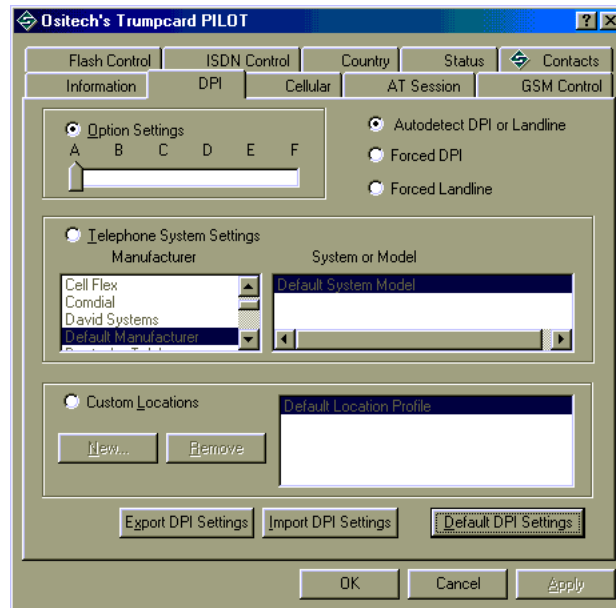 Ositech's Trumpcard PILOT
Flash Control ISDN Control Country Status Contacts
Information DPI Cellular AT Session GSM Control
Option Settings
A B C D E F
Autodetect DPI or Landline
Forced DPI
Forced Landline
Telephone System Settings
Manufacturer System or Model
Cell Flex
Comdial
David Systems
Default Manufacturer
Default System Model
Custom Locations
New... Remove
Default Location Profile
Export DPI Settings Import DPI Settings Default DPI Settings
OK Cancel Apply